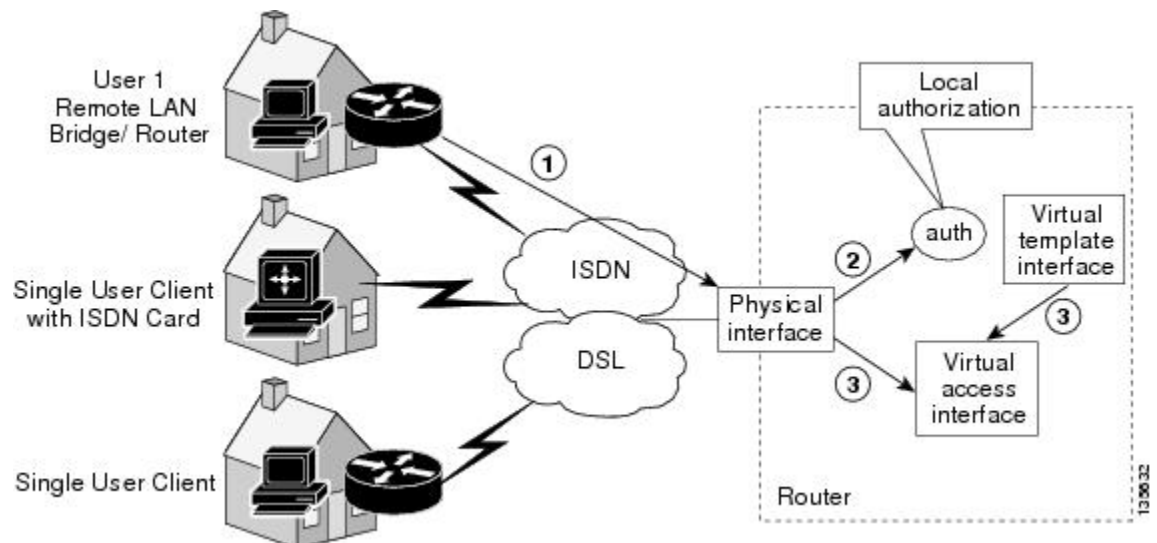 User 1
Remote LAN
Bridge/ Router
Single User Client
with ISDN Card
Single User Client
1
ISDN
DSL
Physical
interface
2
3
Local
authorization
auth
Virtual
template
interface
3
Virtual
access
interface
Router